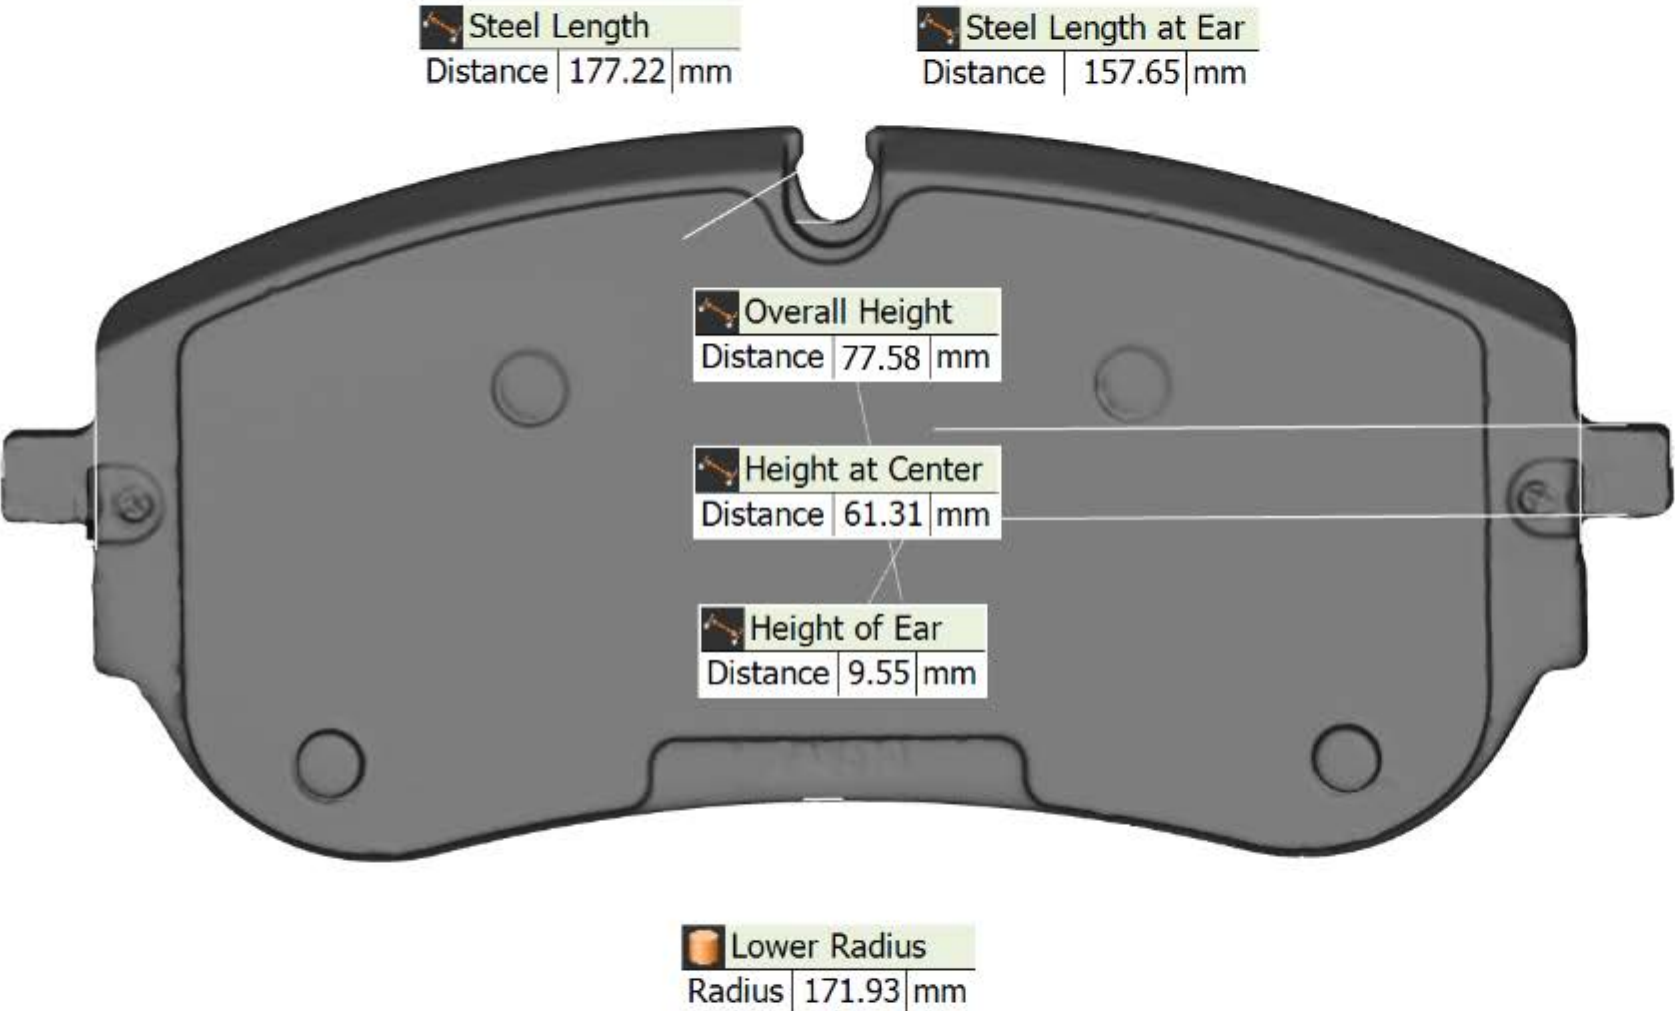 Steel Length
Distance 177.22 mm
Steel Length at Ear
Distance 157.65 mm
Overall Height
Distance 77.58 mm
Height at Center
Distance 61.31 mm
Height of Ear
Distance 9.55 mm
Lower Radius
Radius 171.93 mm